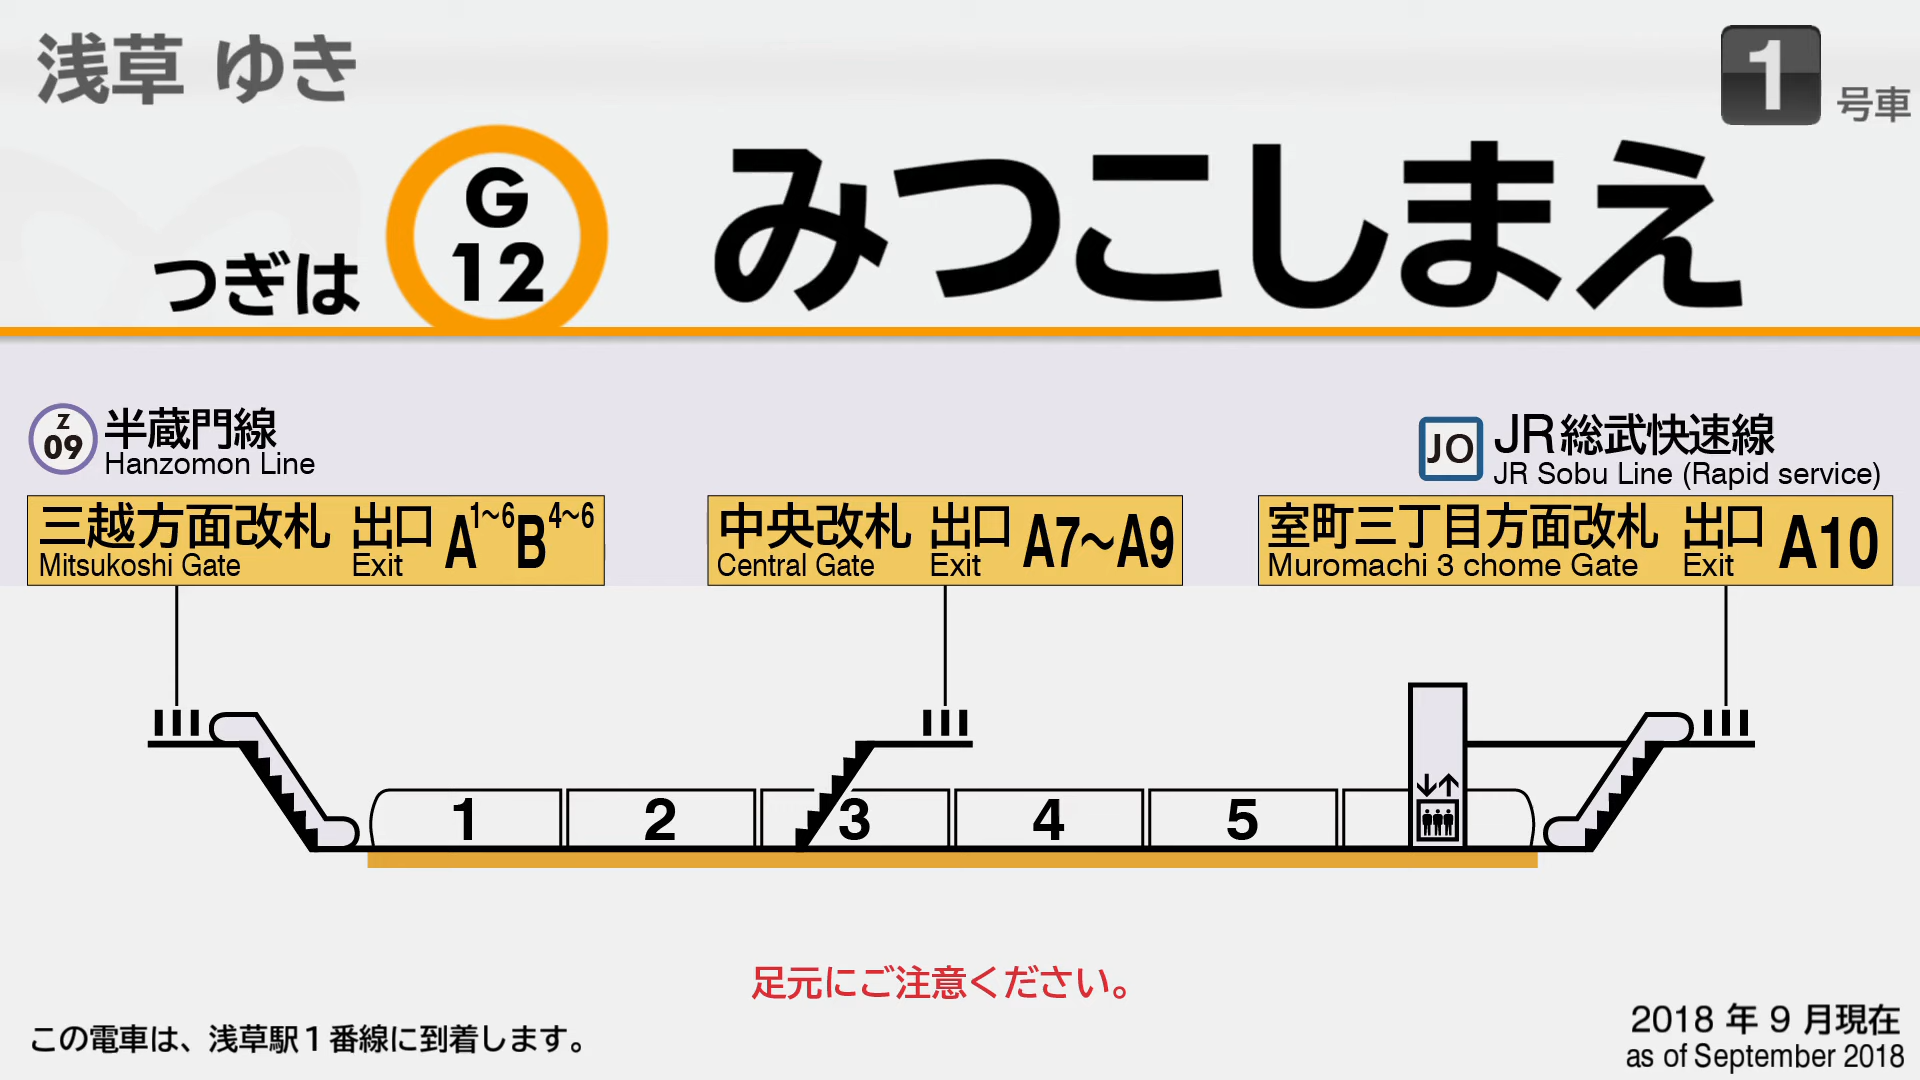 浅草 ゆき
1 号車
つぎは
G
12
みつこしまえ
Z
09
半蔵門線
Hanzomon Line
JO
JR総武快速線
JR Sobu Line (Rapid service)
三越方面改札 出口 A1~6B4~6
Mitsukoshi Gate Exit
中央改札 出口 A7~A9
Central Gate Exit
室町三丁目方面改札 出口 A10
Muromachi 3 chome Gate Exit
1 2 3 4 5
足元にご注意ください。
この電車は、浅草駅1番線に到着します。
2018 年 9 月現在
as of September 2018